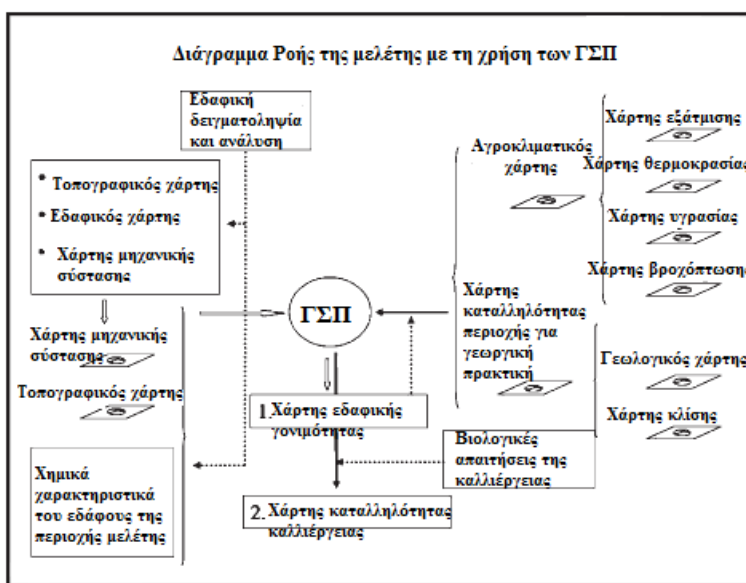 Διάγραμμα Ροής της μελέτης με τη χρήση των ΓΣΠ
Εδαφική
δειγματοληψία
και ανάλυση
• Τοπογραφικός χάρτης
• Εδαφικός χάρτης
• Χάρτης μηχανικής
σύστασης
Χάρτης μηχανικής
σύστασης
Τοπογραφικός χάρτης
Χημικά
χαρακτηριστικά
του εδάφους της
περιοχής μελέτης
ΓΣΠ
1. Χάρτης εδαφικής
γονιμότητας
2. Χάρτης καταλληλότητας
καλλιέργειας
Αγροκλιματικός
χάρτης
Χάρτης
καταλληλότητας
περιοχής για
γεωργική
πρακτική
Βιολογικές
απαιτήσεις της
καλλιέργειας
Χάρτης εξάτμισης
Χάρτης θερμοκρασίας
Χάρτης υγρασίας
Χάρτης βροχόπτωσης
Γεωλογικός χάρτης
Χάρτης κλίσης